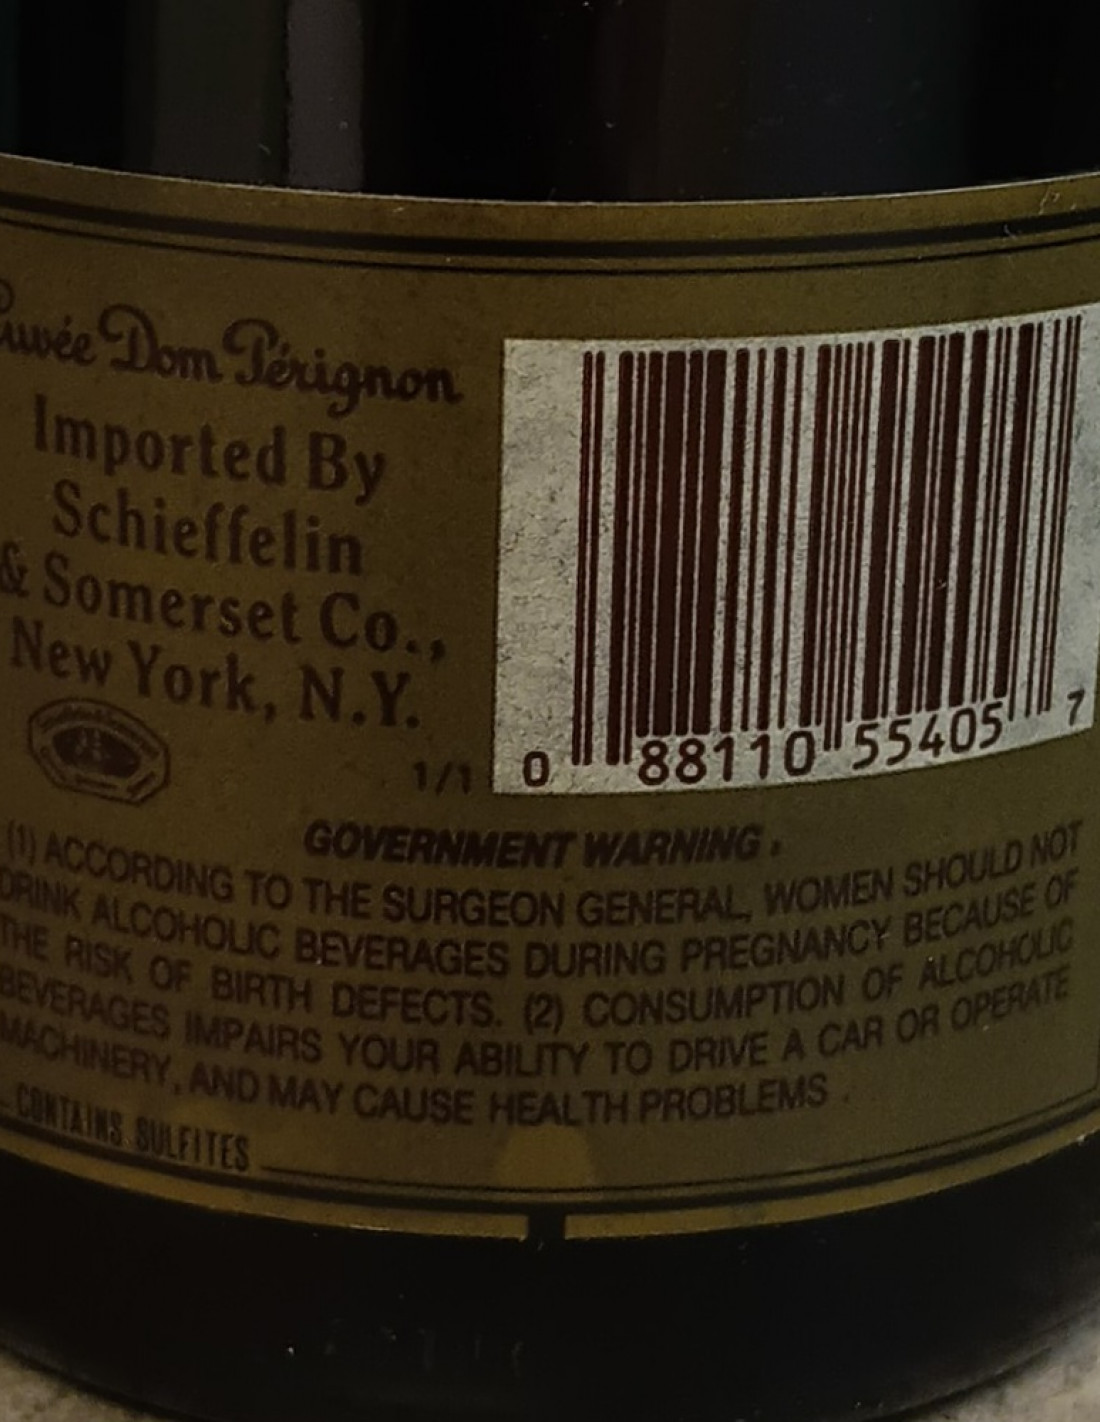 Cuvée Dom Pérignon
Imported By
Schieffelin
& Somerset Co.,
New York, N.Y.
1/1
0 88110 55405 7
GOVERNMENT WARNING.
(1) ACCORDING TO THE SURGEON GENERAL, WOMEN SHOULD NOT
DRINK ALCOHOLIC BEVERAGES DURING PREGNANCY BECAUSE OF
THE RISK OF BIRTH DEFECTS. (2) CONSUMPTION OF ALCOHOLIC
BEVERAGES IMPAIRS YOUR ABILITY TO DRIVE A CAR OR OPERATE
MACHINERY, AND MAY CAUSE HEALTH PROBLEMS.
CONTAINS SULFITES